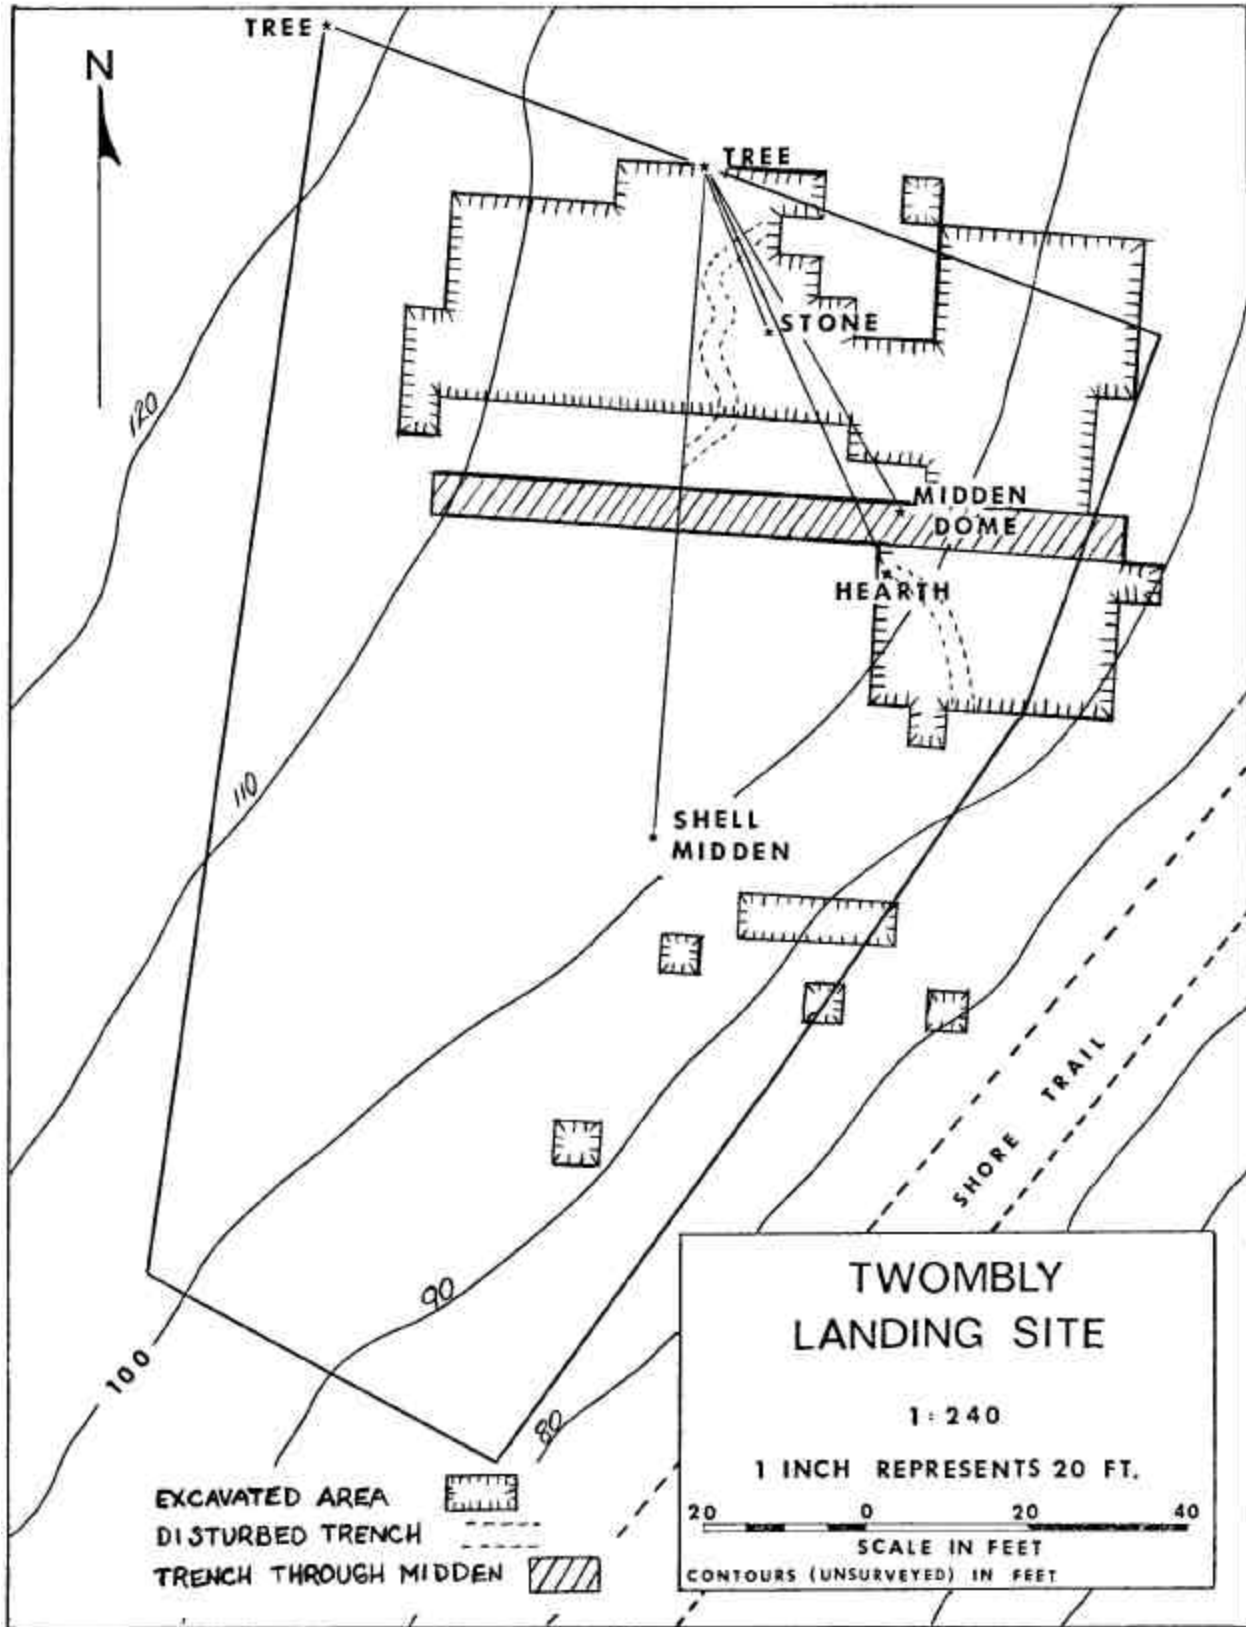 TREE
N
TREE
STONE
120
MIDDEN
DOME
HEARTH
110
SHELL
MIDDEN
SHORE TRAIL
90
100
80
TWOMBLY
LANDING SITE
1:240
1 INCH REPRESENTS 20 FT.
20 0 20 40
SCALE IN FEET
CONTOURS (UNSURVEYED) IN FEET
EXCAVATED AREA
DISTURBED TRENCH
TRENCH THROUGH MIDDEN